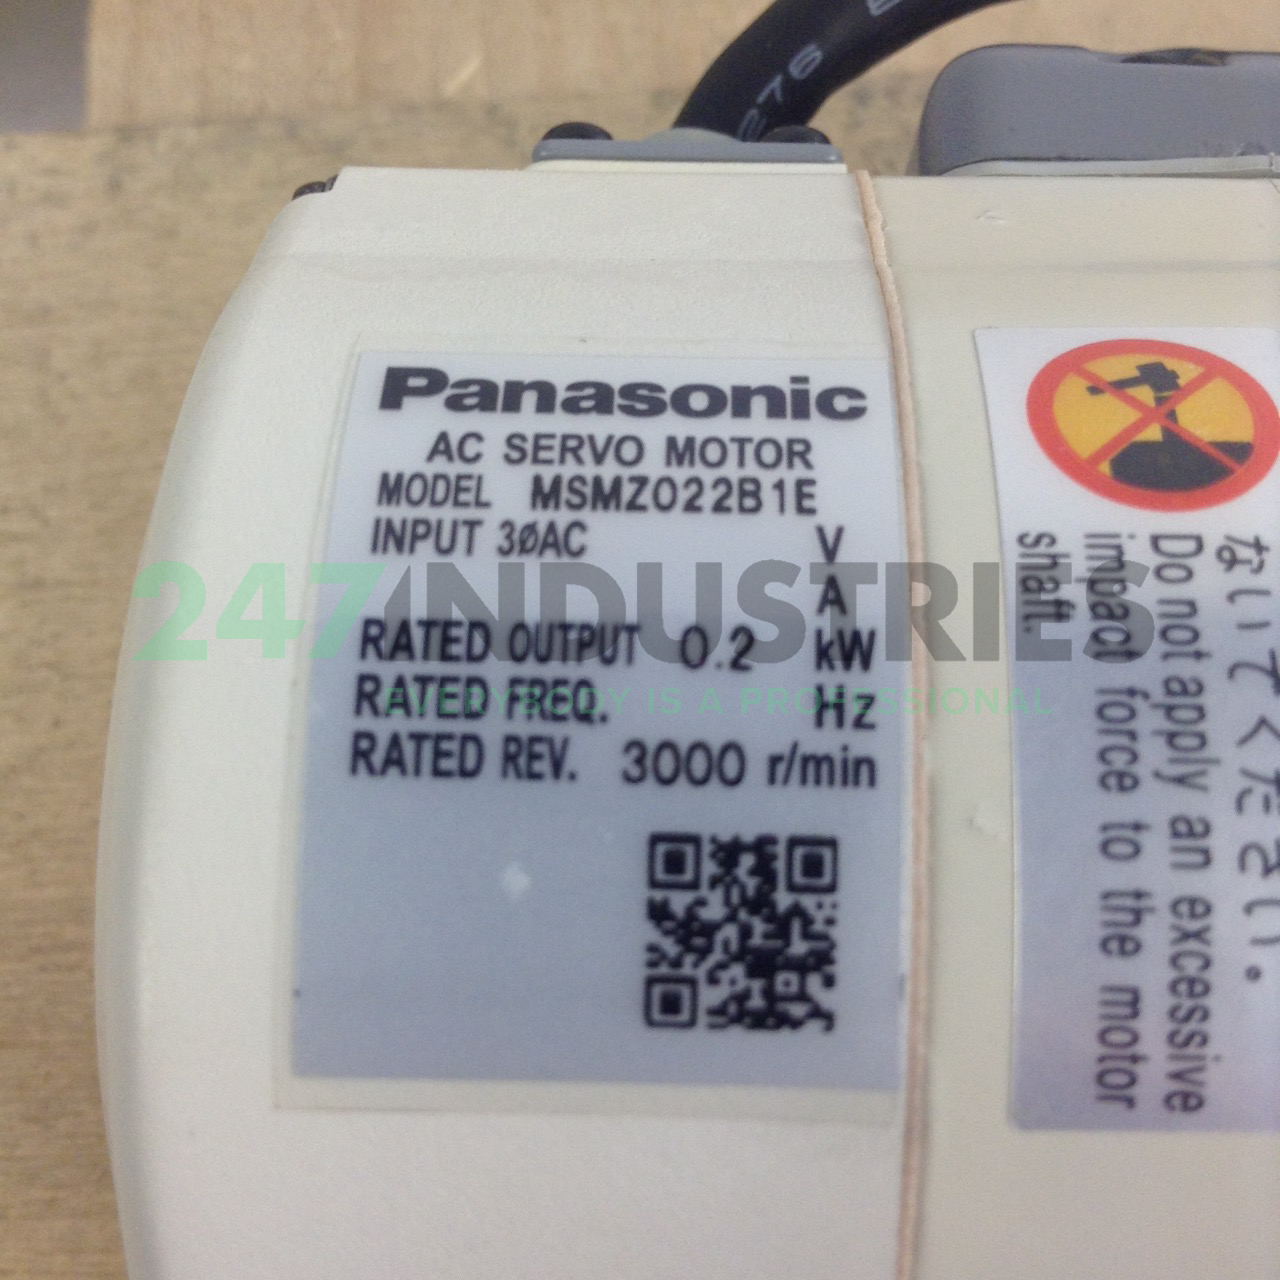 276
Panasonic
AC SERVO MOTOR
MODEL MSMZ022B1E
INPUT 3øAC V
A
RATED OUTPUT 0.2 kW
RATED FREQ. Hz
RATED REV. 3000 r/min
247INDUSTRIES
EVERYBODY IS A PROFESSIONAL
ないでください。
Do not apply an excessive
impact force to the motor
shaft.